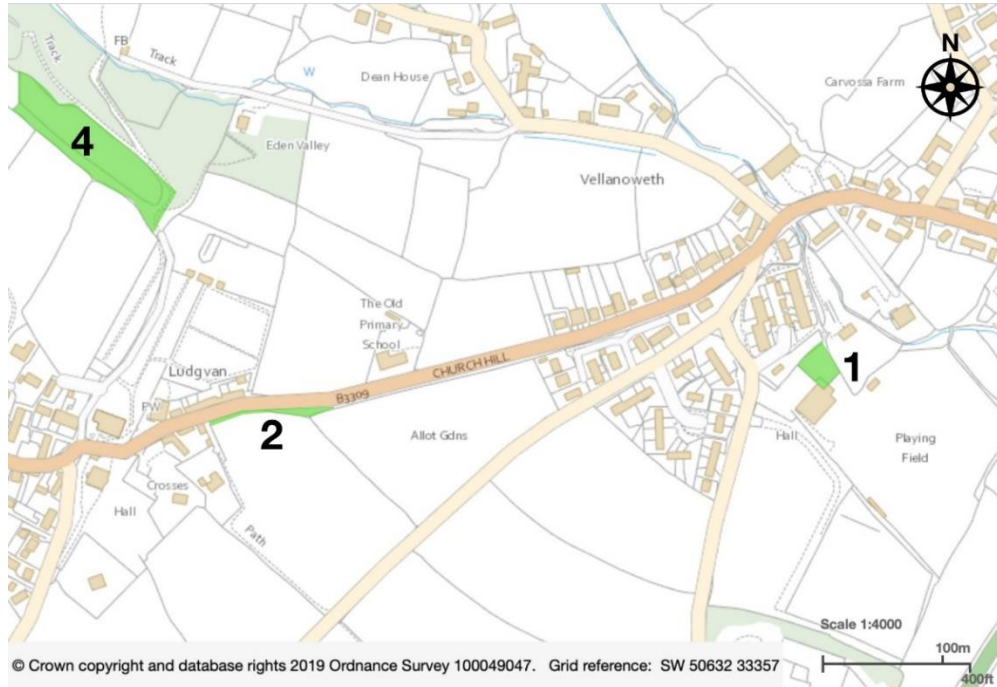 N
Track
FB
Track
W
Dean House
Carvossa Farm
4
Eden Valley
Vellanoweth
The Old
Primary
School
Ludgvan
CHURCH HILL
B3309
1
PW
2
Allot Gdns
Hall
Playing
Field
Crosses
Hall
Path
Scale 1:4000
100m
400ft
© Crown copyright and database rights 2019 Ordnance Survey 100049047. Grid reference: SW 50632 33357